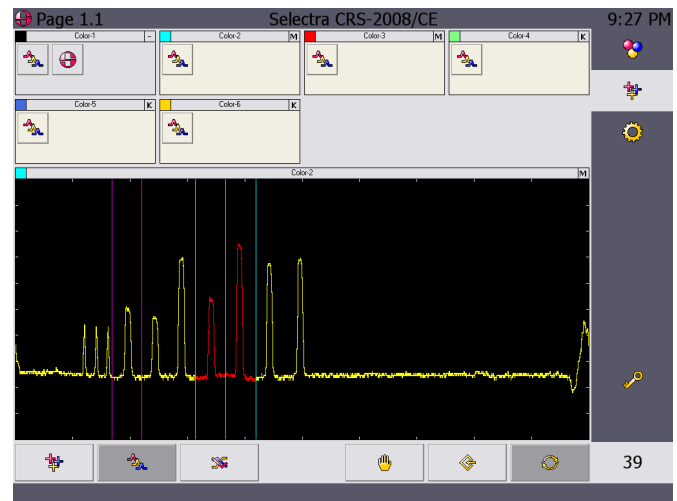 Page 1.1 Selectra CRS-2008/CE 9:27 PM
Color-1 - Color-2 M Color-3 M Color-4 K
Color-5 K Color-6 K
Color-2 M
39